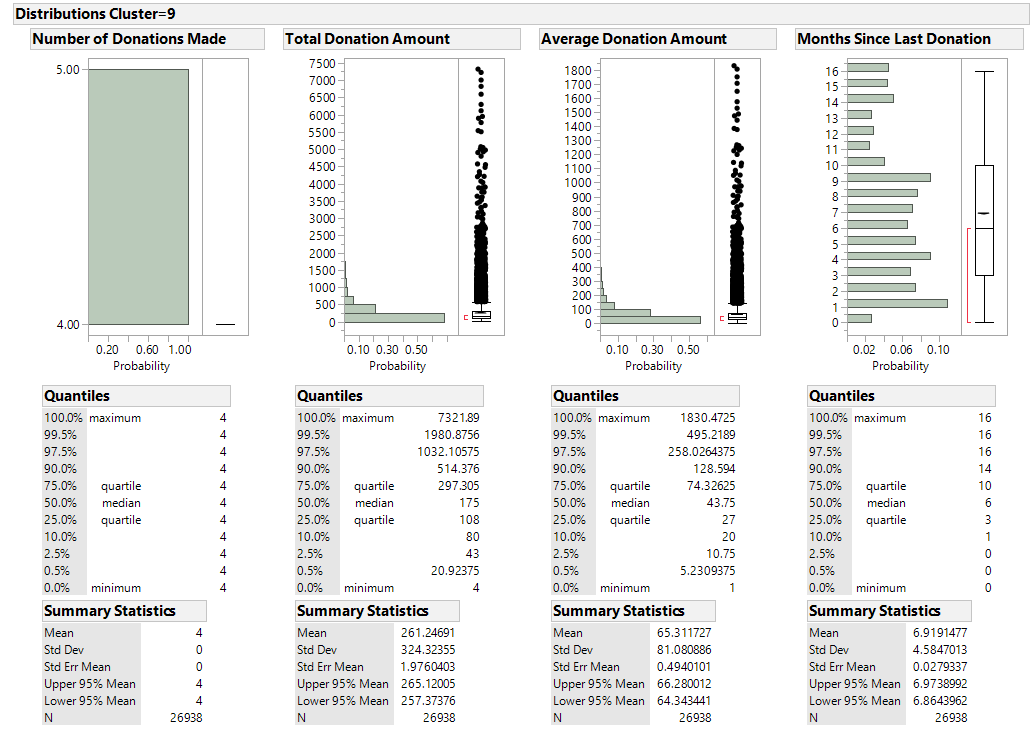 Distributions Cluster=9
Number of Donations Made
5.00
4.00
0.20 0.60 1.00
Probability
Quantiles
100.0% maximum 4
99.5% 4
97.5% 4
90.0% 4
75.0% quartile 4
50.0% median 4
25.0% quartile 4
10.0% 4
2.5% 4
0.5% 4
0.0% minimum 4
Summary Statistics
Mean 4
Std Dev 0
Std Err Mean 0
Upper 95% Mean 4
Lower 95% Mean 4
N 26938
Total Donation Amount
7500
7000
6500
6000
5500
5000
4500
4000
3500
3000
2500
2000
1500
1000
500
0
0.10 0.30 0.50
Probability
Quantiles
100.0% maximum 7321.89
99.5% 1980.8756
97.5% 1032.10575
90.0% 514.376
75.0% quartile 297.305
50.0% median 175
25.0% quartile 108
10.0% 80
2.5% 43
0.5% 20.92375
0.0% minimum 4
Summary Statistics
Mean 261.24691
Std Dev 324.32355
Std Err Mean 1.9760403
Upper 95% Mean 265.12005
Lower 95% Mean 257.37376
N 26938
Average Donation Amount
1800
1700
1600
1500
1400
1300
1200
1100
1000
900
800
700
600
500
400
300
200
100
0
0.10 0.30 0.50
Probability
Quantiles
100.0% maximum 1830.4725
99.5% 495.2189
97.5% 258.0264375
90.0% 128.594
75.0% quartile 74.32625
50.0% median 43.75
25.0% quartile 27
10.0% 20
2.5% 10.75
0.5% 5.2309375
0.0% minimum 1
Summary Statistics
Mean 65.311727
Std Dev 81.080886
Std Err Mean 0.4940101
Upper 95% Mean 66.280012
Lower 95% Mean 64.343441
N 26938
Months Since Last Donation
16
15
14
13
12
11
10
9
8
7
6
5
4
3
2
1
0
0.02 0.06 0.10
Probability
Quantiles
100.0% maximum 16
99.5% 16
97.5% 16
90.0% 14
75.0% quartile 10
50.0% median 6
25.0% quartile 3
10.0% 1
2.5% 0
0.5% 0
0.0% minimum 0
Summary Statistics
Mean 6.9191477
Std Dev 4.5847013
Std Err Mean 0.0279337
Upper 95% Mean 6.9738992
Lower 95% Mean 6.8643962
N 26938